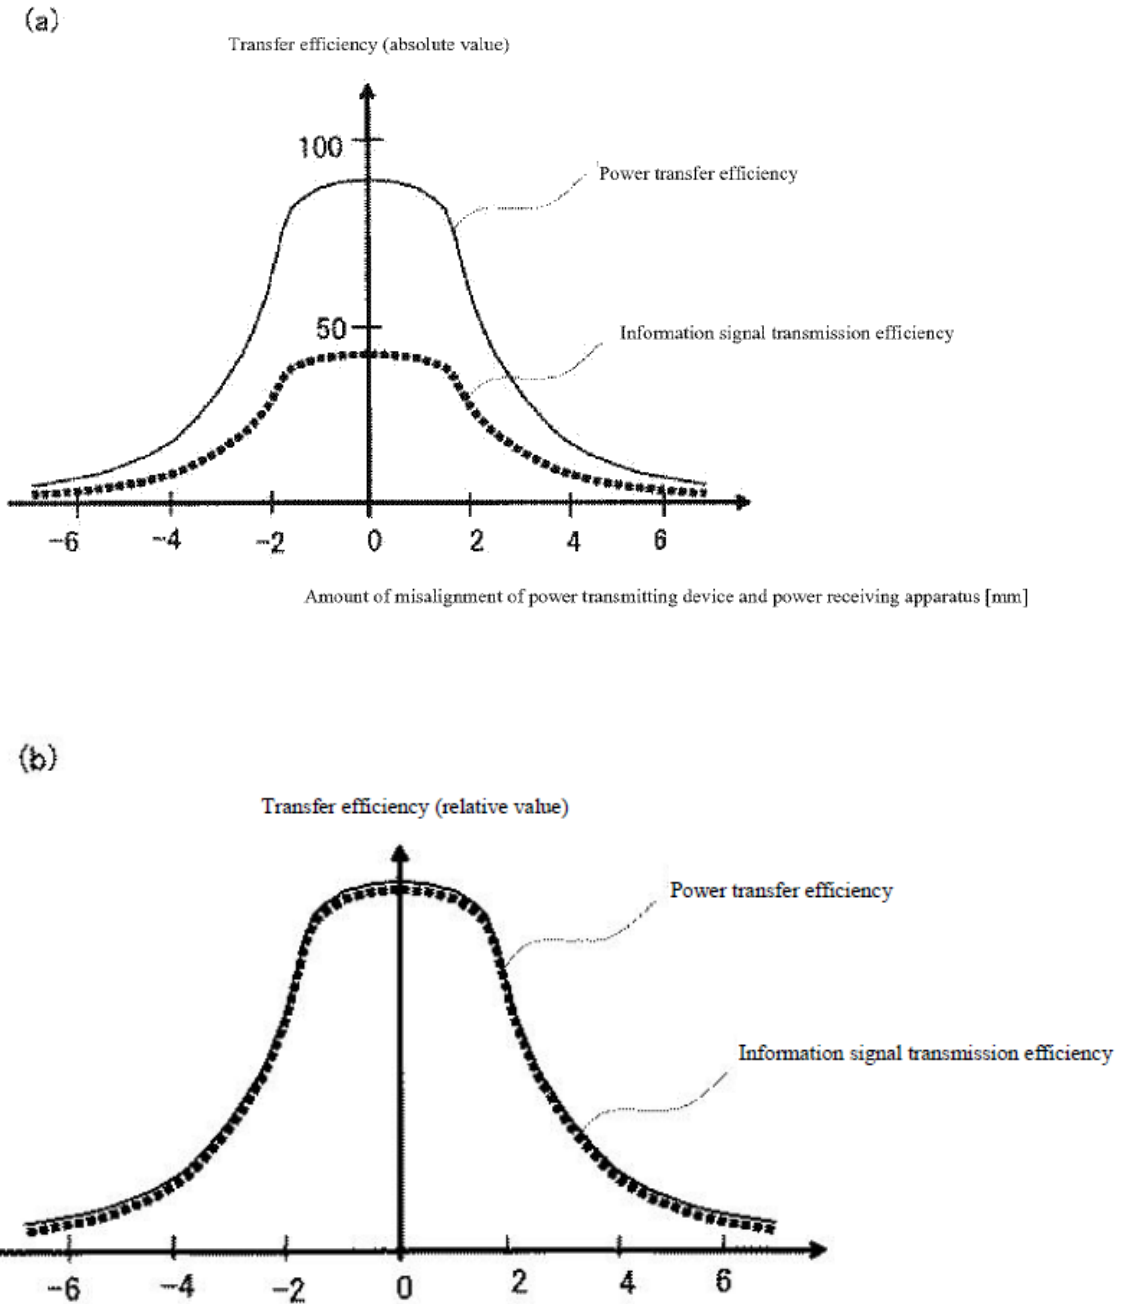 (a)
Transfer efficiency (absolute value)
100
Power transfer efficiency
50
Information signal transmission efficiency
-6 -4 -2 0 2 4 6
Amount of misalignment of power transmitting device and power receiving apparatus [mm]
(b)
Transfer efficiency (relative value)
Power transfer efficiency
Information signal transmission efficiency
-6 -4 -2 0 2 4 6